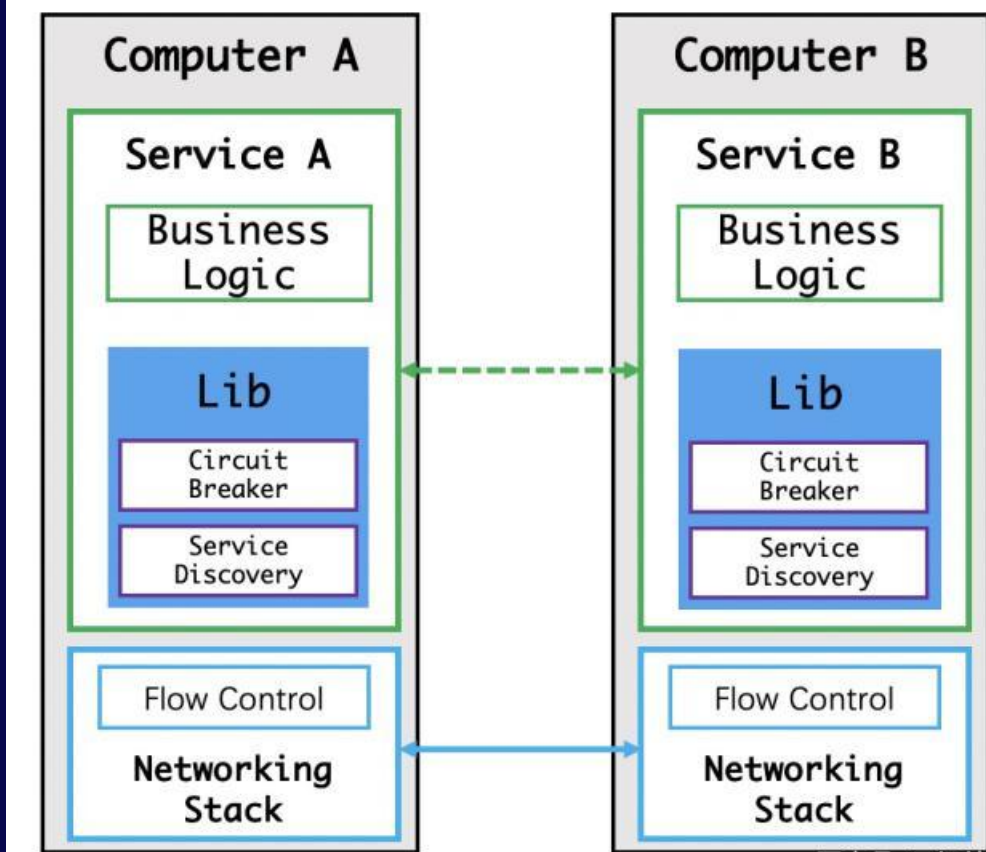 Computer A
Service A
Business
Logic
Lib
Circuit
Breaker
Service
Discovery
Flow Control
Networking
Stack
Computer B
Service B
Business
Logic
Lib
Circuit
Breaker
Service
Discovery
Flow Control
Networking
Stack